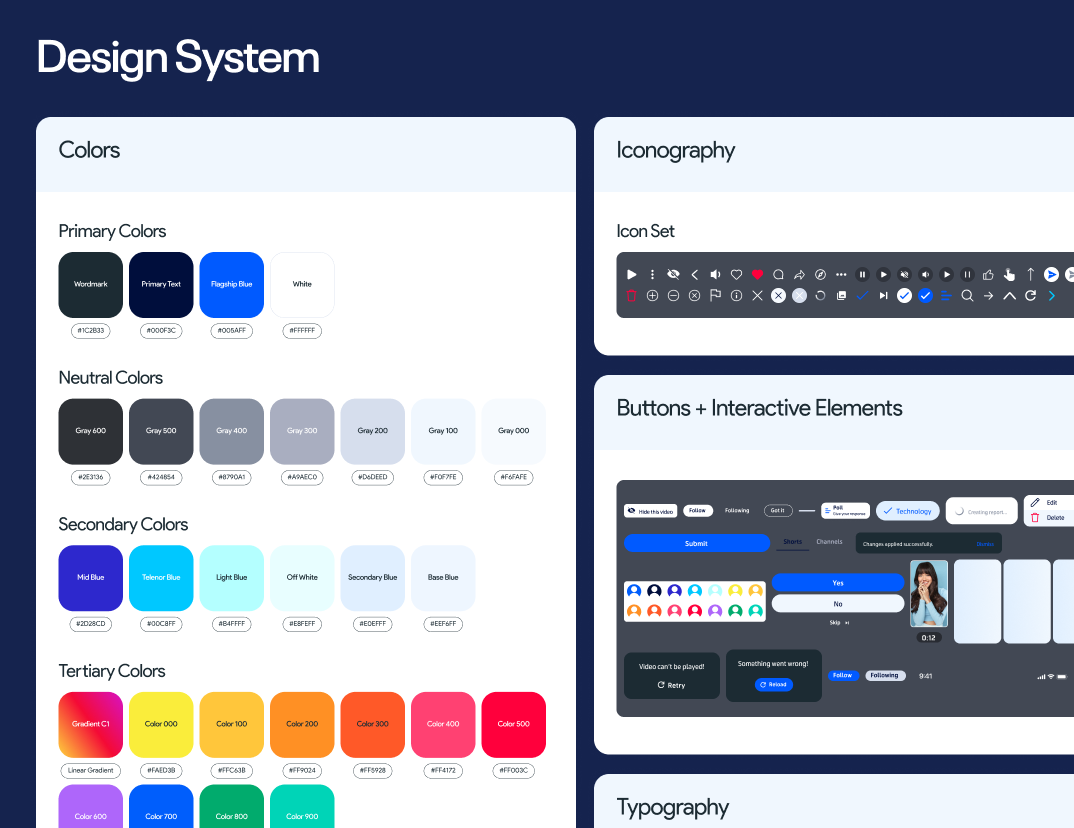 Design System
Colors
Primary Colors
Wordmark Primary Text Flagship Blue White
#1C2B33 #000F3C #005AFF #FFFFFF
Neutral Colors
Gray 600 Gray 500 Gray 400 Gray 300 Gray 200 Gray 100 Gray 000
#2E3136 #424854 #8790A1 #A9AEC0 #D6DEED #F0F7FE #F6FAFE
Secondary Colors
Mid Blue Telenor Blue Light Blue Off White Secondary Blue Base Blue
#2D28CD #00C8FF #B4FFFF #E8FEFF #E0EFFF #EEF6FF
Tertiary Colors
Gradient C1 Color 000 Color 100 Color 200 Color 300 Color 400 Color 500
Linear Gradient #FAED3B #FFC63B #FF9024 #FF5928 #FF4172 #FF003C
Color 600 Color 700 Color 800 Color 900
Iconography
Icon Set
Buttons + Interactive Elements
Hide this video Follow Following Got it Poll Technology Creating report... Edit
Give your response
Delete
Submit Shorts Channels Changes applied successfully. Dismiss
Yes
No
Skip
0:12
Video can't be played! Something went wrong!
Retry Reload Follow Following 9:41
Typography